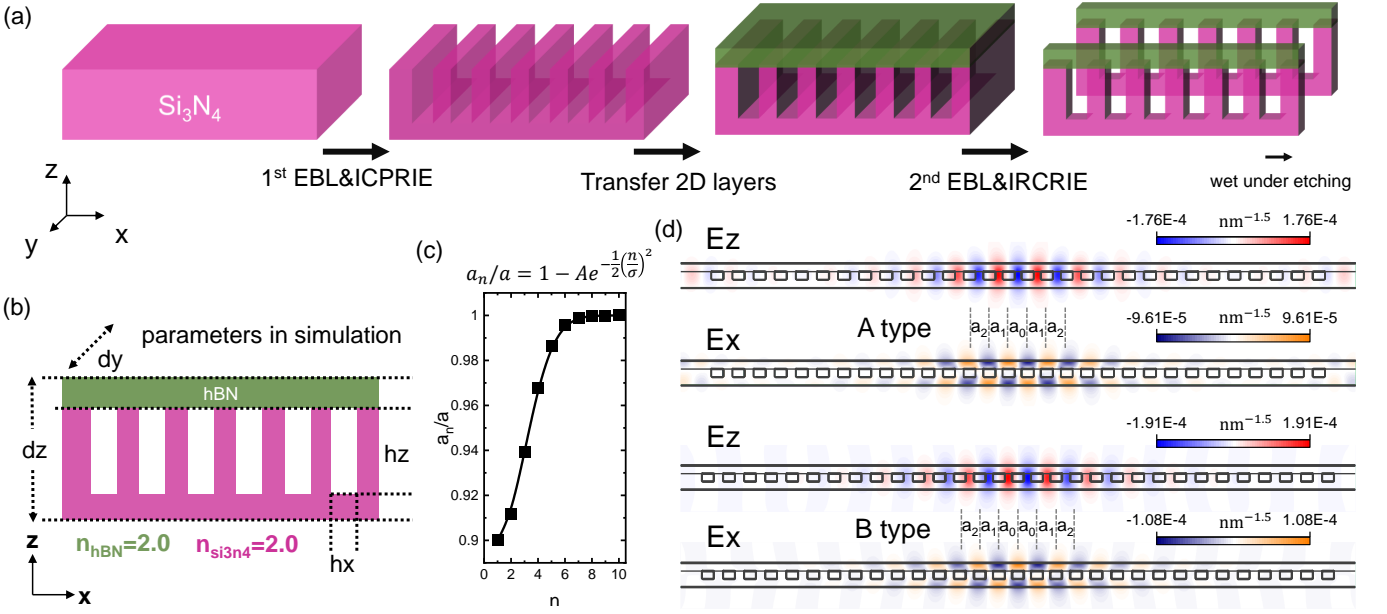 (a)
Si₃N₄
z
y
x
1ˢᵗ EBL&ICPRIE
Transfer 2D layers
2ⁿᵈ EBL&IRCRIE
wet under etching
(b)
parameters in simulation
dy
hBN
dz
hz
hx
n_hBN=2.0 n_si3n4=2.0
z
x
(c)
a_n/a = 1 − Ae^{−½(n/σ)²}
a_n/a
1
0.98
0.96
0.94
0.92
0.9
0 2 4 6 8 10
n
(d)
Ez
-1.76E-4 nm⁻¹·⁵ 1.76E-4
Ex
A type
a₂ a₁ a₀ a₁ a₂
-9.61E-5 nm⁻¹·⁵ 9.61E-5
Ez
-1.91E-4 nm⁻¹·⁵ 1.91E-4
Ex
B type
a₂ a₁ a₀ a₀ a₁ a₂
-1.08E-4 nm⁻¹·⁵ 1.08E-4